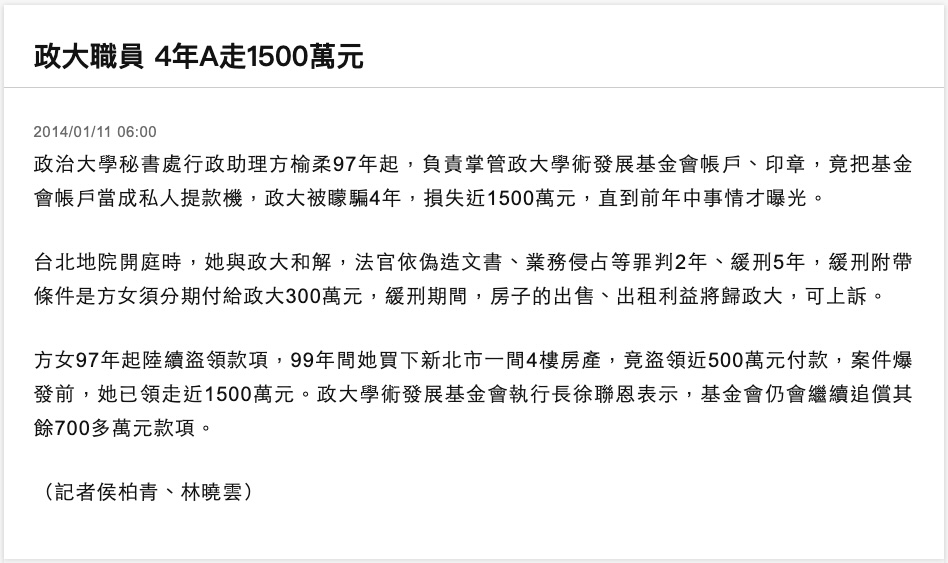 政大職員 4年A走1500萬元
2014/01/11 06:00
政治大學秘書處行政助理方榆柔97年起，負責掌管政大學術發展基金會帳戶、印章，竟把基金
會帳戶當成私人提款機，政大被矇騙4年，損失近1500萬元，直到前年中事情才曝光。
台北地院開庭時，她與政大和解，法官依偽造文書、業務侵占等罪判2年、緩刑5年，緩刑附帶
條件是方女須分期付給政大300萬元，緩刑期間，房子的出售、出租利益將歸政大，可上訴。
方女97年起陸續盜領款項，99年間她買下新北市一間4樓房產，竟盜領近500萬元付款，案件爆
發前，她已領走近1500萬元。政大學術發展基金會執行長徐聯恩表示，基金會仍會繼續追償其
餘700多萬元款項。
（記者侯柏青、林曉雲）